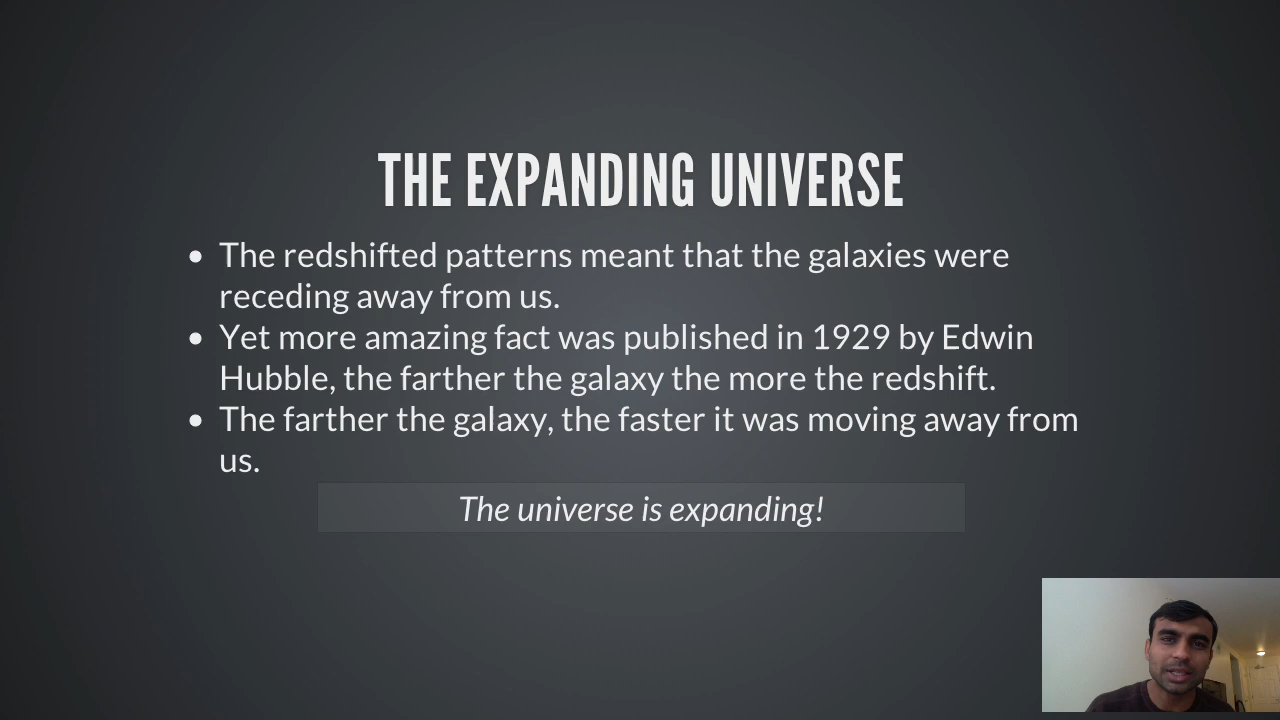 THE EXPANDING UNIVERSE
• The redshifted patterns meant that the galaxies were
receding away from us.
• Yet more amazing fact was published in 1929 by Edwin
Hubble, the farther the galaxy the more the redshift.
• The farther the galaxy, the faster it was moving away from
us.
The universe is expanding!